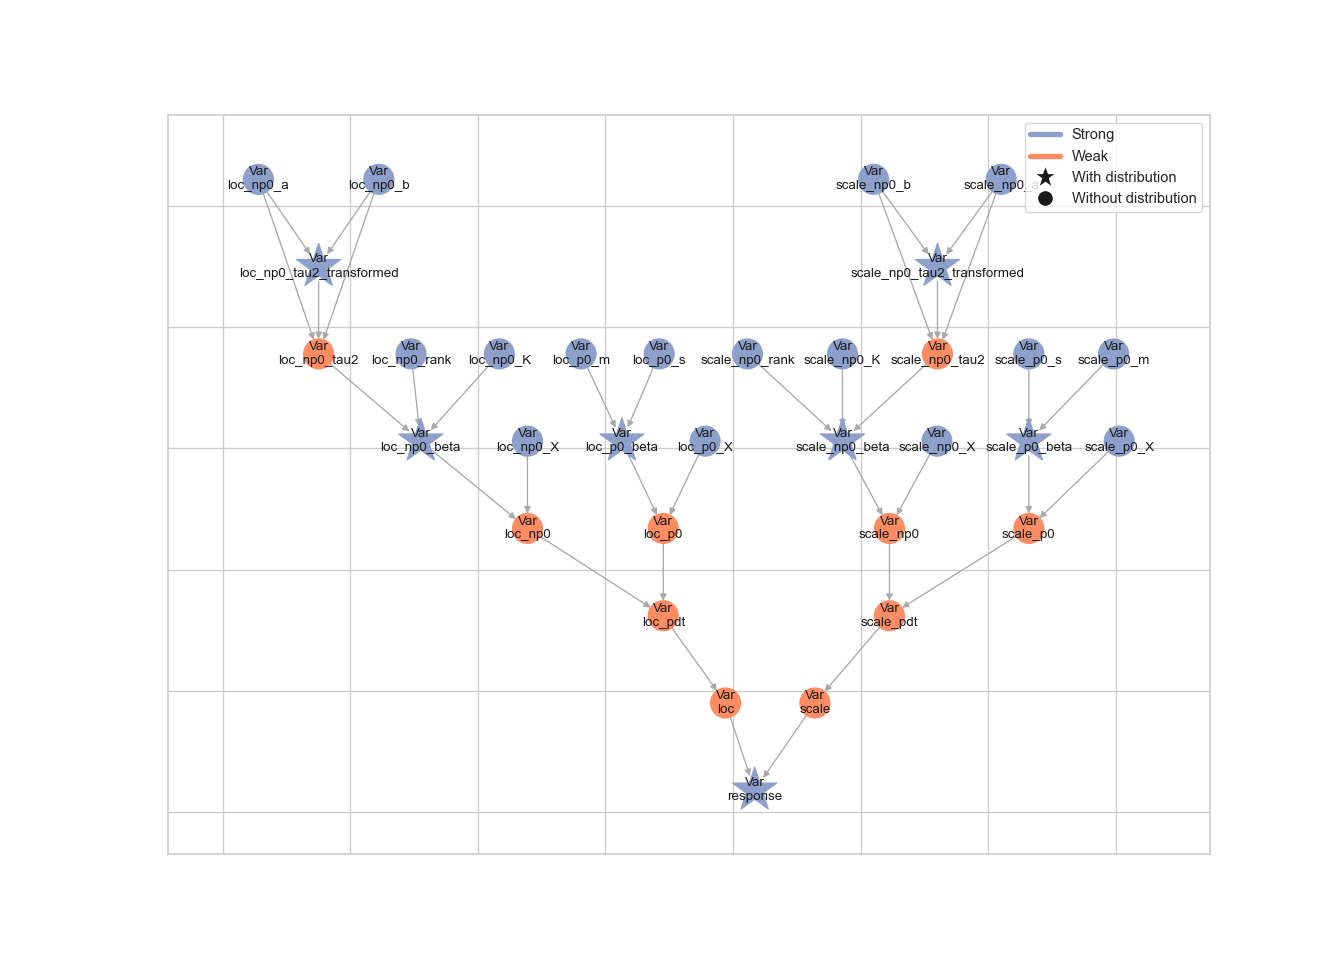 Strong
Weak
With distribution
Without distribution
Var
loc_np0_a
Var
loc_np0_b
Var
scale_np0_b
Var
scale_np0_a
Var
loc_np0_tau2_transformed
Var
scale_np0_tau2_transformed
Var
loc_np0_tau2
Var
loc_np0_rank
Var
loc_np0_K
Var
loc_p0_m
Var
loc_p0_s
Var
scale_np0_rank
Var
scale_np0_K
Var
scale_np0_tau2
Var
scale_p0_s
Var
scale_p0_m
Var
loc_np0_beta
Var
loc_np0_X
Var
loc_p0_beta
Var
loc_p0_X
Var
scale_np0_beta
Var
scale_np0_X
Var
scale_p0_beta
Var
scale_p0_X
Var
loc_np0
Var
loc_p0
Var
scale_np0
Var
scale_p0
Var
loc_pdt
Var
scale_pdt
Var
loc
Var
scale
Var
response